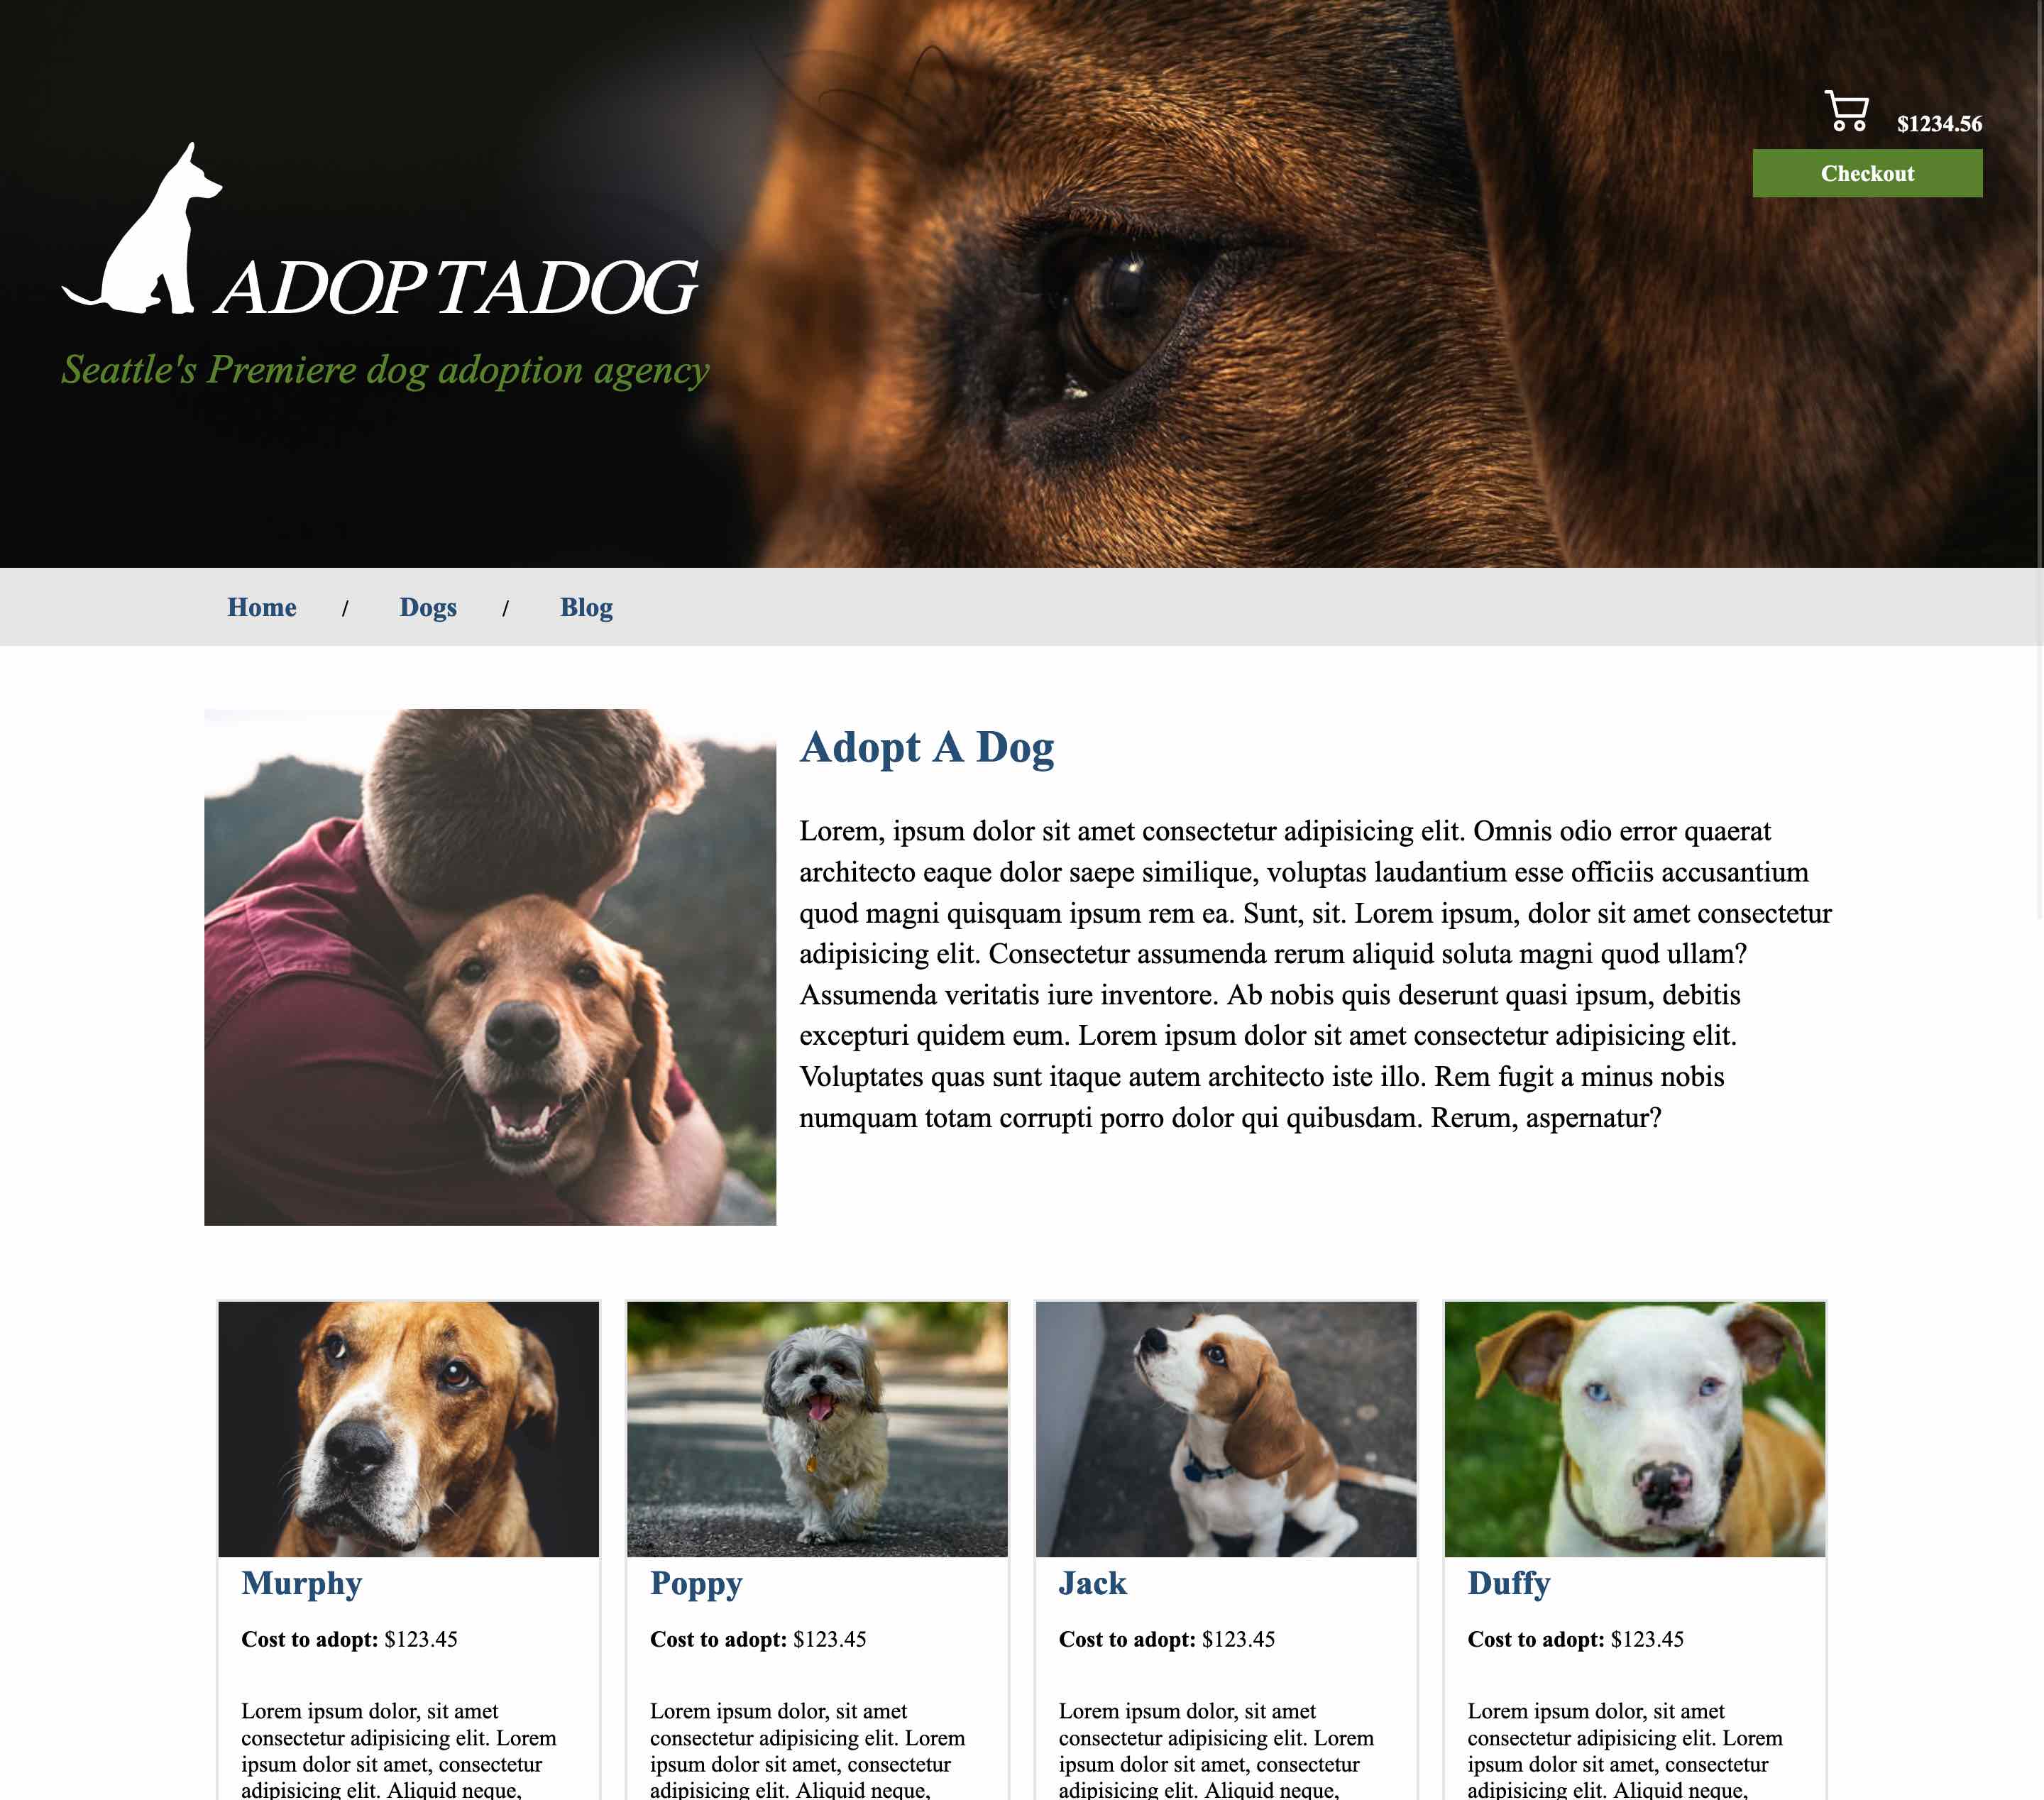 $1234.56
Checkout
ADOPTADOG
Seattle's Premiere dog adoption agency
Home / Dogs / Blog
Adopt A Dog
Lorem, ipsum dolor sit amet consectetur adipisicing elit. Omnis odio error quaerat
architecto eaque dolor saepe similique, voluptas laudantium esse officiis accusantium
quod magni quisquam ipsum rem ea. Sunt, sit. Lorem ipsum, dolor sit amet consectetur
adipisicing elit. Consectetur assumenda rerum aliquid soluta magni quod ullam?
Assumenda veritatis iure inventore. Ab nobis quis deserunt quasi ipsum, debitis
excepturi quidem eum. Lorem ipsum dolor sit amet consectetur adipisicing elit.
Voluptates quas sunt itaque autem architecto iste illo. Rem fugit a minus nobis
numquam totam corrupti porro dolor qui quibusdam. Rerum, aspernatur?
Murphy
Cost to adopt: $123.45
Lorem ipsum dolor, sit amet
consectetur adipisicing elit. Lorem
ipsum dolor sit amet, consectetur
adipisicing elit. Aliquid neque,
Poppy
Cost to adopt: $123.45
Lorem ipsum dolor, sit amet
consectetur adipisicing elit. Lorem
ipsum dolor sit amet, consectetur
adipisicing elit. Aliquid neque,
Jack
Cost to adopt: $123.45
Lorem ipsum dolor, sit amet
consectetur adipisicing elit. Lorem
ipsum dolor sit amet, consectetur
adipisicing elit. Aliquid neque,
Duffy
Cost to adopt: $123.45
Lorem ipsum dolor, sit amet
consectetur adipisicing elit. Lorem
ipsum dolor sit amet, consectetur
adipisicing elit. Aliquid neque,